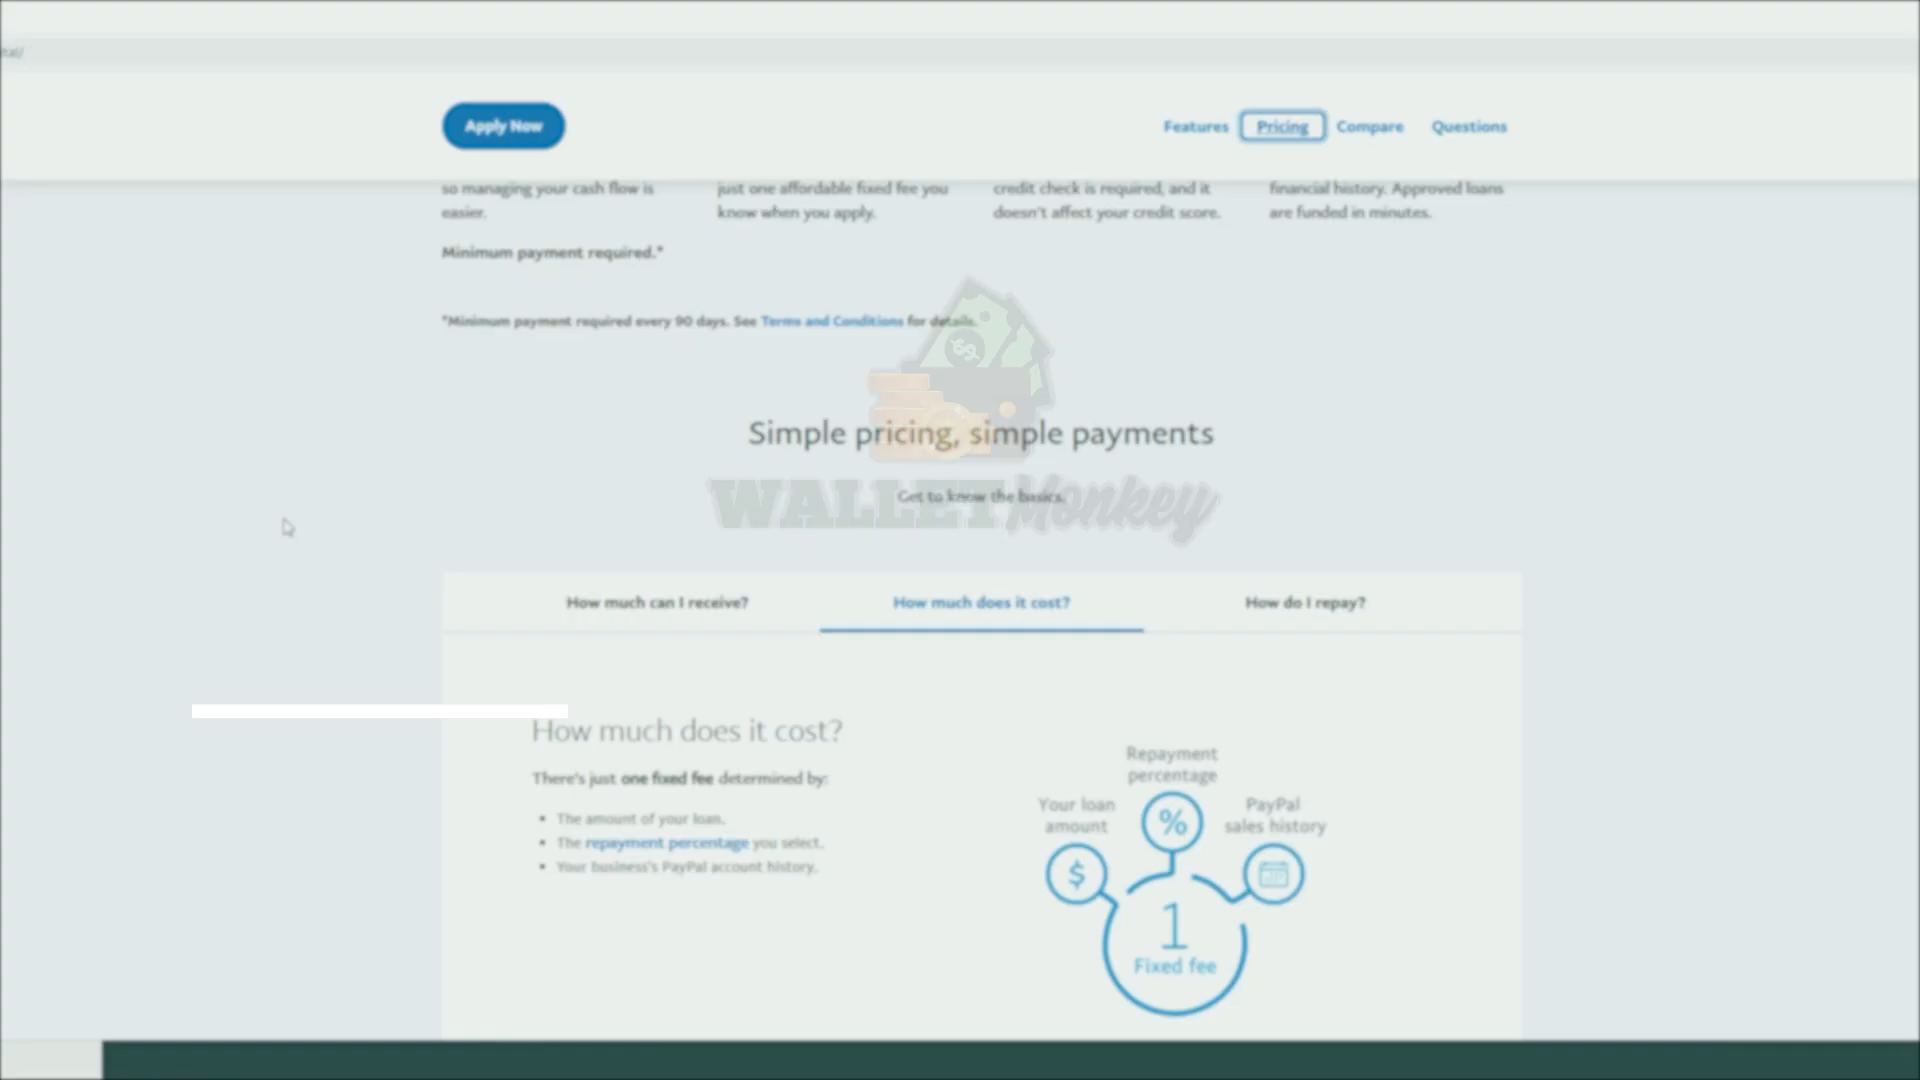 ital/
Apply Now
Features Pricing Compare Questions
so managing your cash flow is
easier.
Minimum payment required.*
just one affordable fixed fee you
know when you apply.
credit check is required, and it
doesn't affect your credit score.
financial history. Approved loans
are funded in minutes.
*Minimum payment required every 90 days. See Terms and Conditions for details.
Simple pricing, simple payments
Get to know the basics.
WALLET Monkey
How much can I receive? How much does it cost? How do I repay?
How much does it cost?
There's just one fixed fee determined by:
• The amount of your loan.
• The repayment percentage you select.
• Your business's PayPal account history.
Repayment
percentage
Your loan
amount
PayPal
sales history
%
$
1
Fixed fee